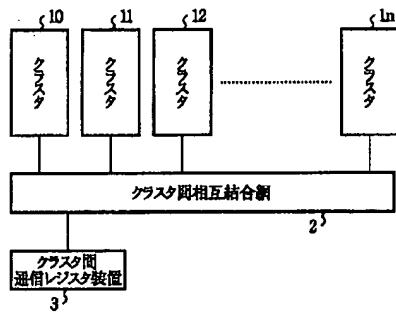 10 11 12 1n
クラスタ クラスタ クラスタ クラスタ
クラスタ間相互結合網
2
クラスタ間
通信レジスタ装置
3